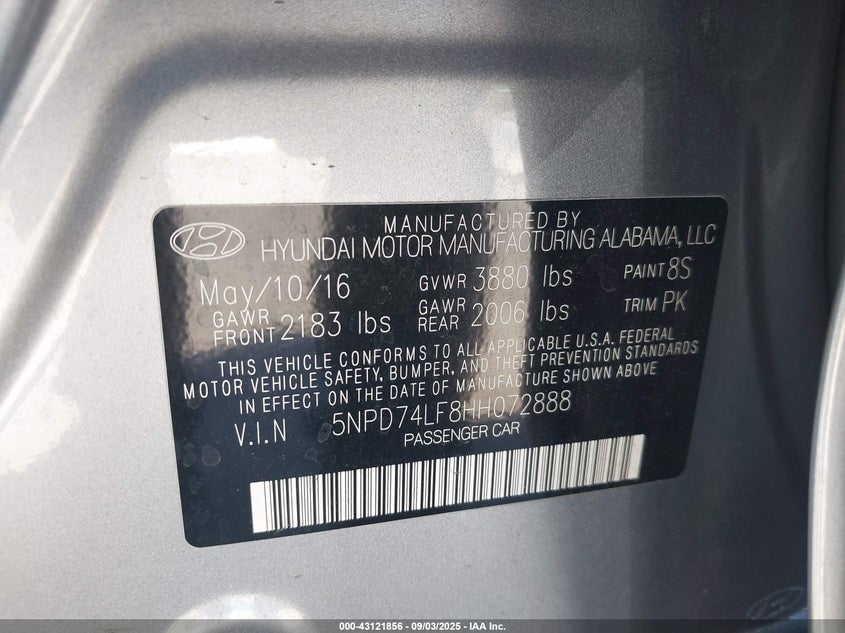 MANUFACTURED BY
HYUNDAI MOTOR MANUFACTURING ALABAMA, LLC
May/10/16 GVWR 3880 lbs PAINT 8S
GAWR FRONT 2183 lbs GAWR REAR 2006 lbs TRIM PK
THIS VEHICLE CONFORMS TO ALL APPLICABLE U.S.A. FEDERAL
MOTOR VEHICLE SAFETY, BUMPER, AND THEFT PREVENTION STANDARDS
IN EFFECT ON THE DATE OF MANUFACTURE SHOWN ABOVE
V.I.N 5NPD74LF8HH072888
PASSENGER CAR
000-43121856 - 09/03/2025 - IAA Inc.